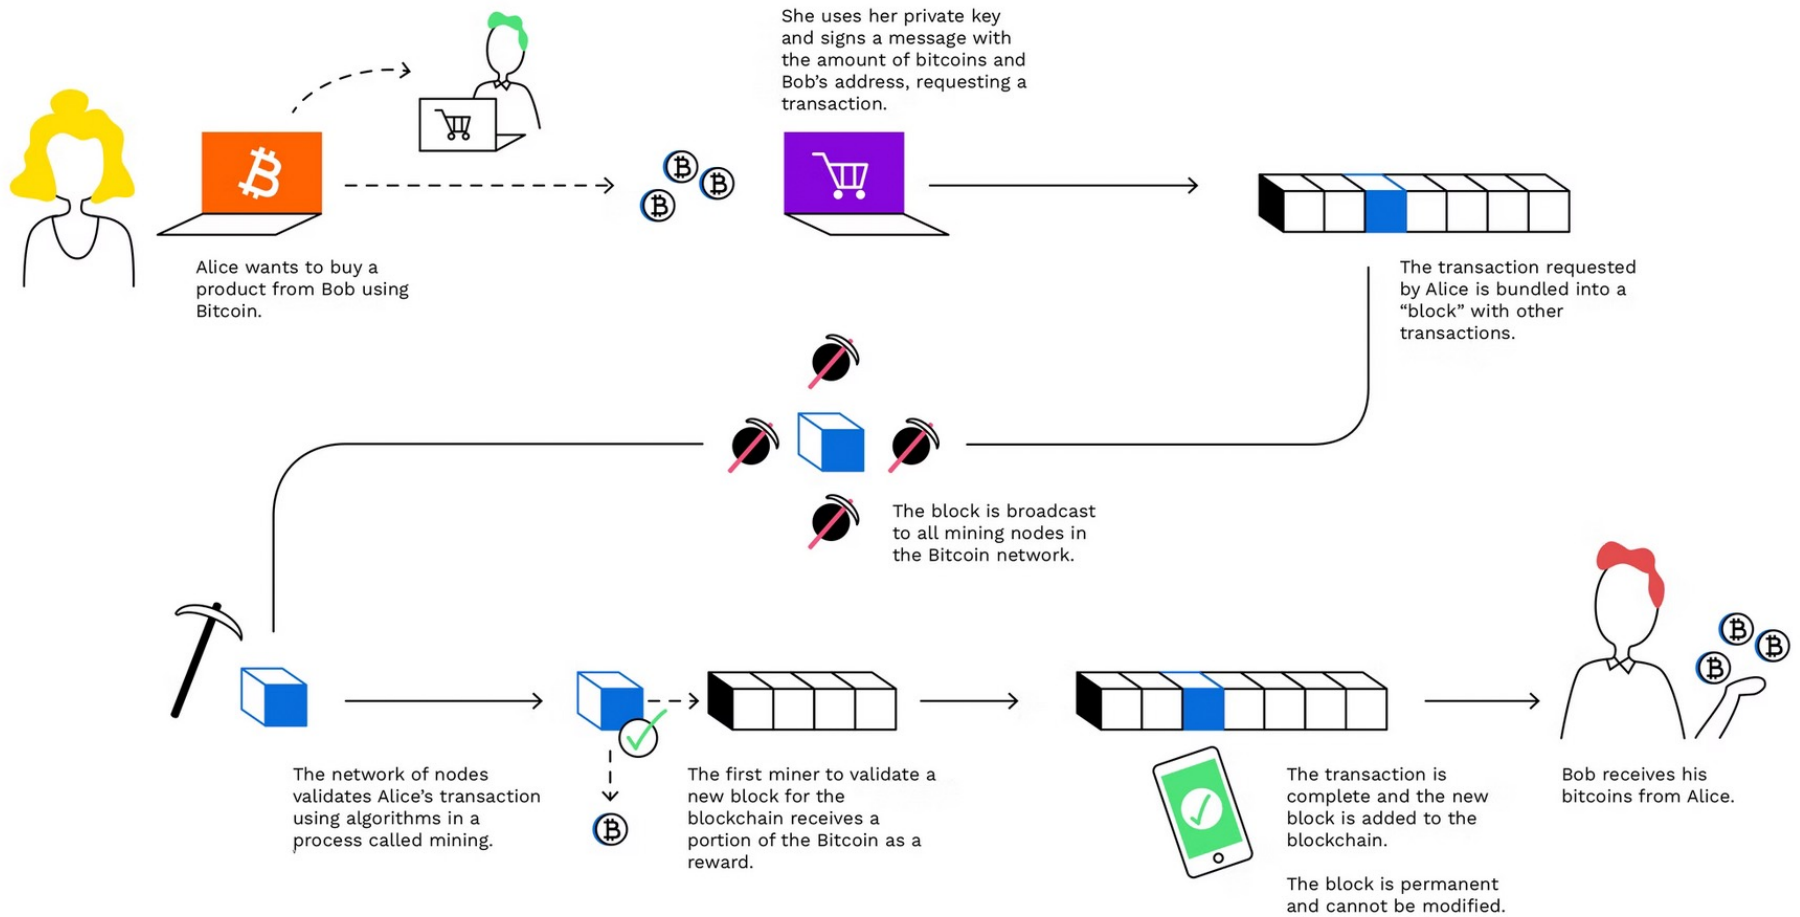 She uses her private key
and signs a message with
the amount of bitcoins and
Bob's address, requesting a
transaction.
Alice wants to buy a
product from Bob using
Bitcoin.
The transaction requested
by Alice is bundled into a
“block” with other
transactions.
The block is broadcast
to all mining nodes in
the Bitcoin network.
The network of nodes
validates Alice's transaction
using algorithms in a
process called mining.
The first miner to validate a
new block for the
blockchain receives a
portion of the Bitcoin as a
reward.
The transaction is
complete and the new
block is added to the
blockchain.
The block is permanent
and cannot be modified.
Bob receives his
bitcoins from Alice.